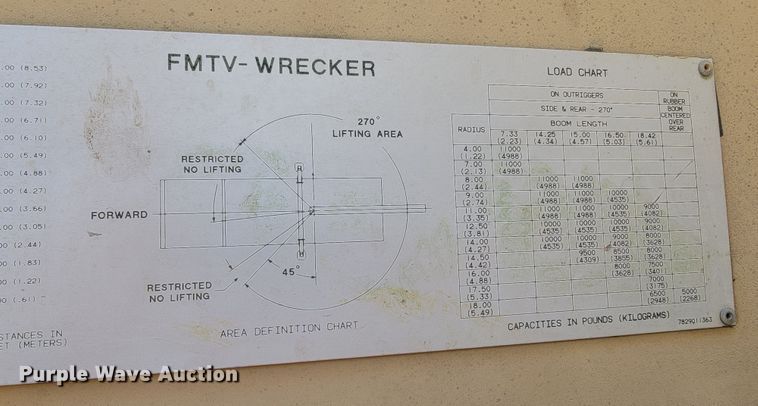 .00 (8.53)
.00 (7.92)
.00 (7.32)
.00 (6.71)
.00 (6.10)
.00 (5.49)
.00 (4.88)
.00 (4.27)
.00 (3.66)
.00 (3.05)
.00 (2.44)
.00 (1.83)
.00 (1.22)
.00 (.61)
STANCES IN
ET (METERS)
FMTV-WRECKER
270°
LIFTING AREA
RESTRICTED
NO LIFTING
FORWARD
RESTRICTED
NO LIFTING
45°
AREA DEFINITION CHART
LOAD CHART
ON OUTRIGGERS ON RUBBER
SIDE & REAR - 270° BOOM CENTERED OVER REAR
BOOM LENGTH
RADIUS 7.33 (2.23) 14.25 (4.34) 15.00 (4.57) 16.50 (5.03) 18.42 (5.61)
4.00 (1.22) 11000 (4988)
7.00 (2.13) 11000 (4988)
8.00 (2.44) 11000 (4988) 11000 (4988)
9.00 (2.74) 11000 (4988) 11000 (4988) 10000 (4535)
11.00 (3.35) 11000 (4988) 11000 (4988) 10000 (4535) 9000 (4082)
12.50 (3.81) 10000 (4535) 10000 (4535) 10000 (4535) 9000 (4082)
14.00 (4.27) 10000 (4535) 10000 (4535) 9000 (4082) 8000 (3628)
14.50 (4.42) 9500 (4309) 8500 (3855) 8000 (3628)
16.00 (4.88) 8000 (3628) 7500 (3401)
17.50 (5.33) 7000 (3175)
18.00 (5.49) 6500 (2948) 5000 (2268)
CAPACITIES IN POUNDS (KILOGRAMS) 7829011363
Purple Wave Auction